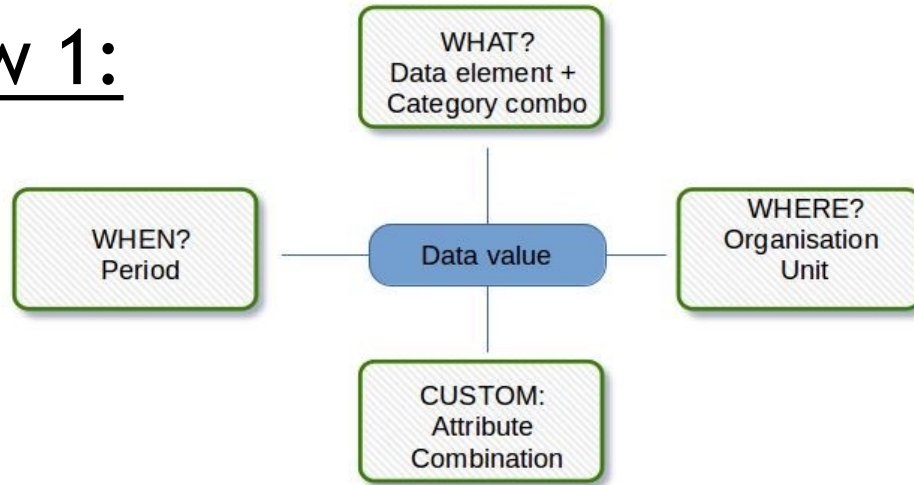 w 1:
WHAT?
Data element +
Category combo
WHEN?
Period
Data value
WHERE?
Organisation
Unit
CUSTOM:
Attribute
Combination